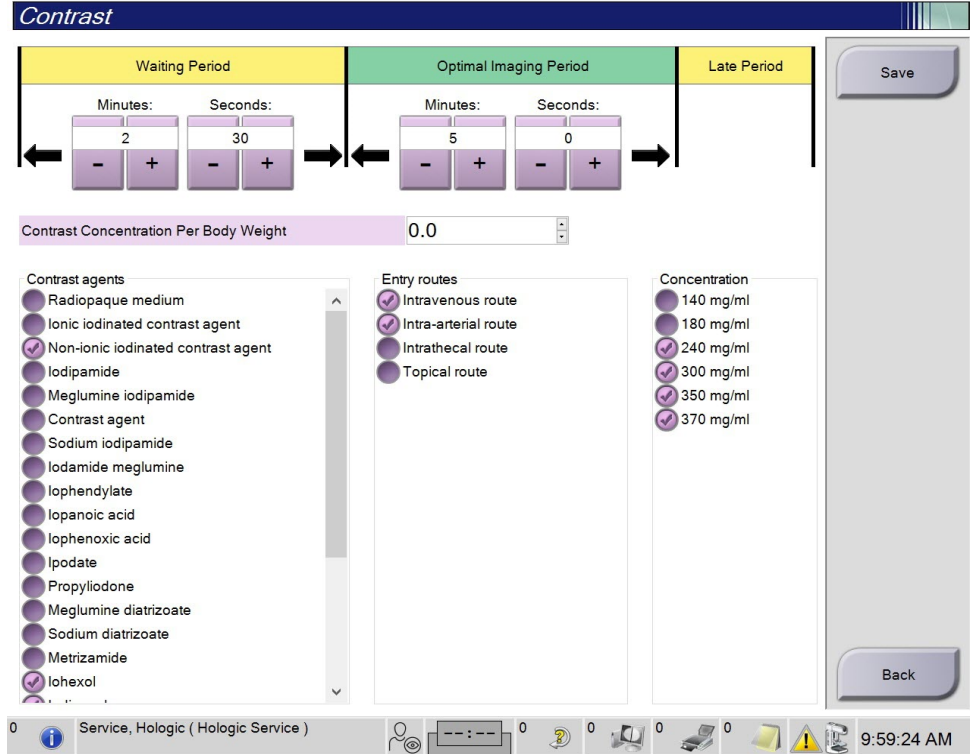 Contrast
Waiting Period
Optimal Imaging Period
Late Period
Save
Minutes: Seconds:
Minutes: Seconds:
2 30
5 0
- + - +
- + - +
Contrast Concentration Per Body Weight 0.0
Contrast agents
Radiopaque medium
Ionic iodinated contrast agent
Non-ionic iodinated contrast agent
Iodipamide
Meglumine iodipamide
Contrast agent
Sodium iodipamide
Iodamide meglumine
Iophendylate
Iopanoic acid
Iophenoxic acid
Ipodate
Propyliodone
Meglumine diatrizoate
Sodium diatrizoate
Metrizamide
Iohexol
Entry routes
Intravenous route
Intra-arterial route
Intrathecal route
Topical route
Concentration
140 mg/ml
180 mg/ml
240 mg/ml
300 mg/ml
350 mg/ml
370 mg/ml
Back
0 Service, Hologic ( Hologic Service ) --:-- 0 0 0 0 9:59:24 AM